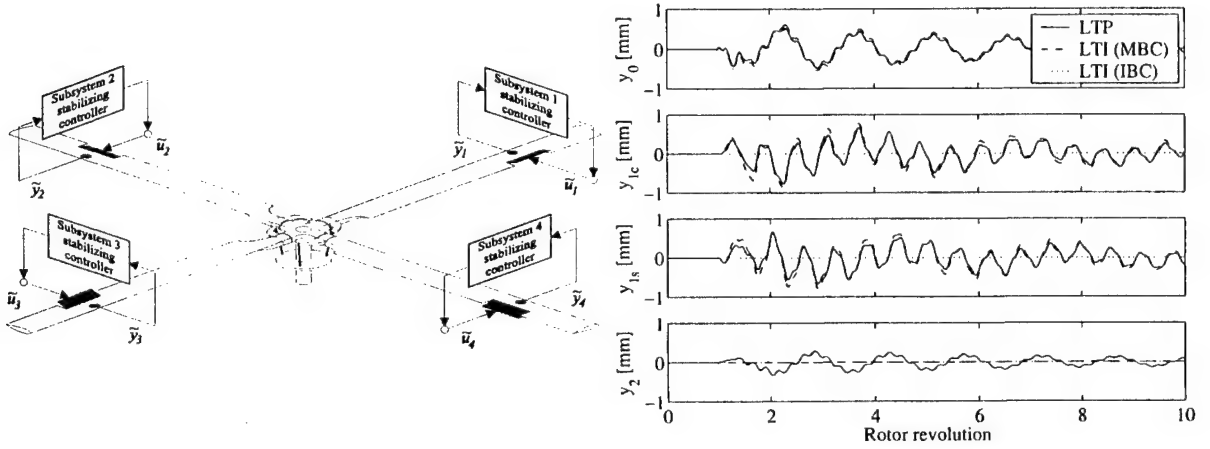 Subsystem 2
stabilizing
controller
ũ₂
ỹ₂
Subsystem 1
stabilizing
controller
ỹ₁
ũ₁
Subsystem 3
stabilizing
controller
ũ₃
ỹ₃
Subsystem 4
stabilizing
controller
ỹ₄
ũ₄
y₀ [mm]
1
0
−1
LTP
LTI (MBC)
LTI (IBC)
y₁c [mm]
1
0
−1
y₁s [mm]
1
0
−1
y₂ [mm]
1
0
−1
0 2 4 6 8 10
Rotor revolution